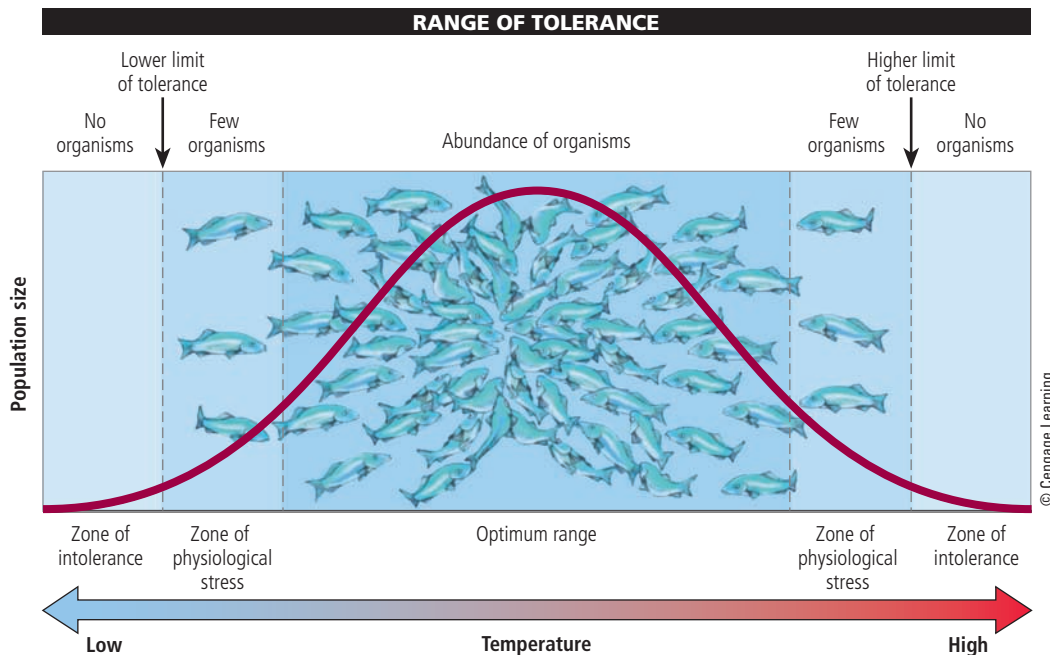 RANGE OF TOLERANCE
Lower limit
of tolerance
Higher limit
of tolerance
No
organisms
Few
organisms
Abundance of organisms
Few
organisms
No
organisms
Population size
© Cengage Learning
Zone of
intolerance
Zone of
physiological
stress
Optimum range
Zone of
physiological
stress
Zone of
intolerance
Low
Temperature
High